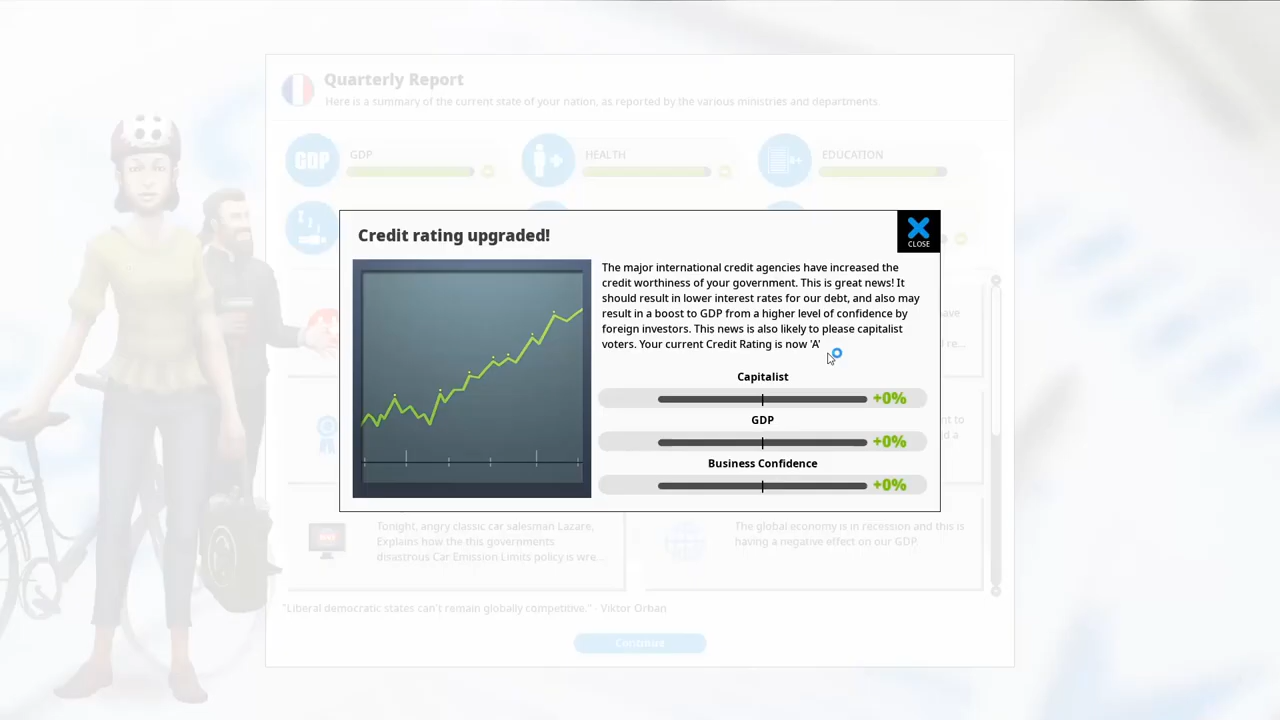 Quarterly Report
Here is a summary of the current state of your nation, as reported by the various ministries and departments.
GDP
GDP
HEALTH
EDUCATION
Credit rating upgraded!
CLOSE
The major international credit agencies have increased the
credit worthiness of your government. This is great news! It
should result in lower interest rates for our debt, and also may
result in a boost to GDP from a higher level of confidence by
foreign investors. This news is also likely to please capitalist
voters. Your current Credit Rating is now 'A'
Capitalist
+0%
GDP
+0%
Business Confidence
+0%
Tonight, angry classic car salesman Lazare,
Explains how the this governments
disastrous Car Emission Limits policy is wre...
The global economy is in recession and this is
having a negative effect on our GDP.
"Liberal democratic states can't remain globally competitive." - Viktor Orban
Continue